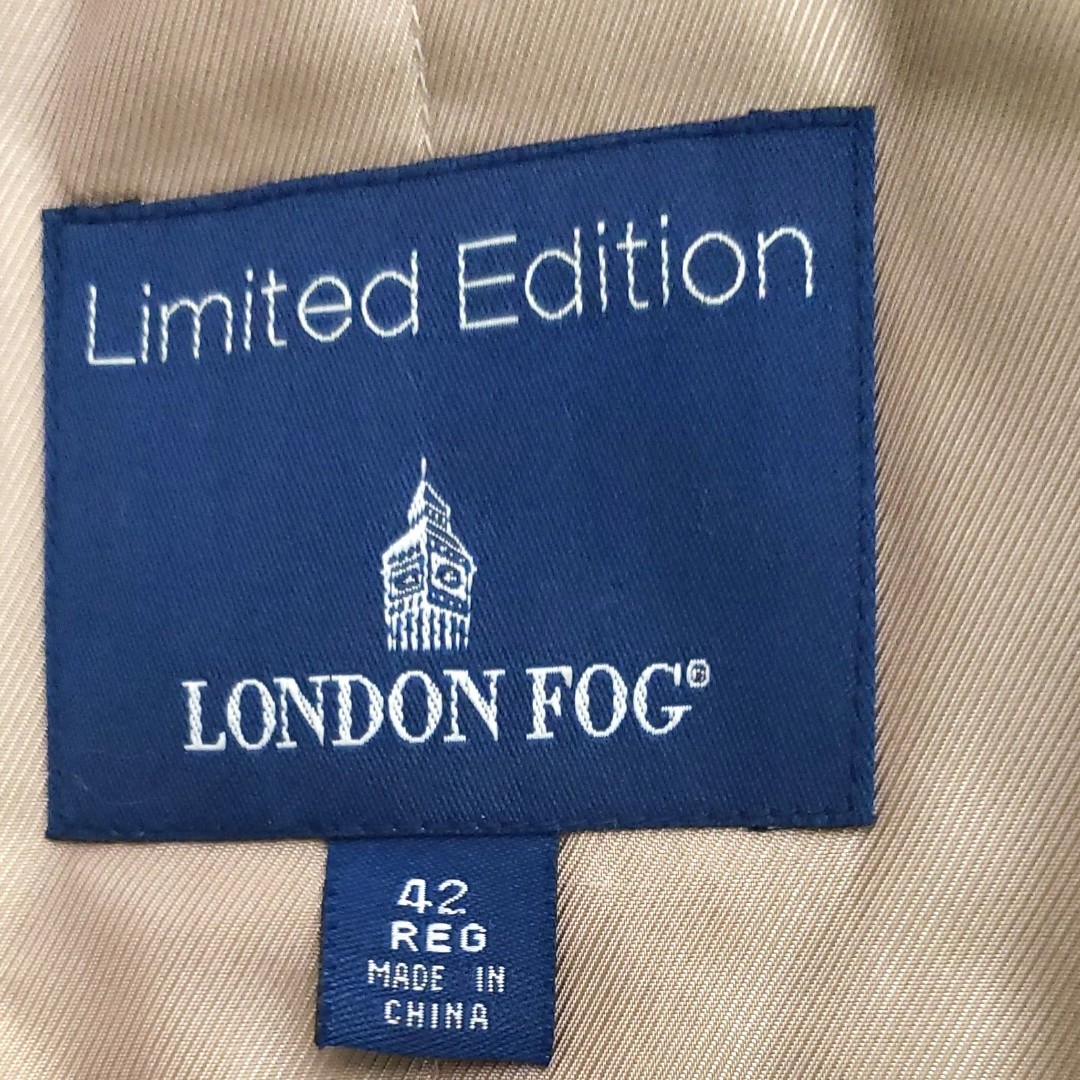 Limited Edition
LONDON FOG®
42
REG
MADE IN
CHINA